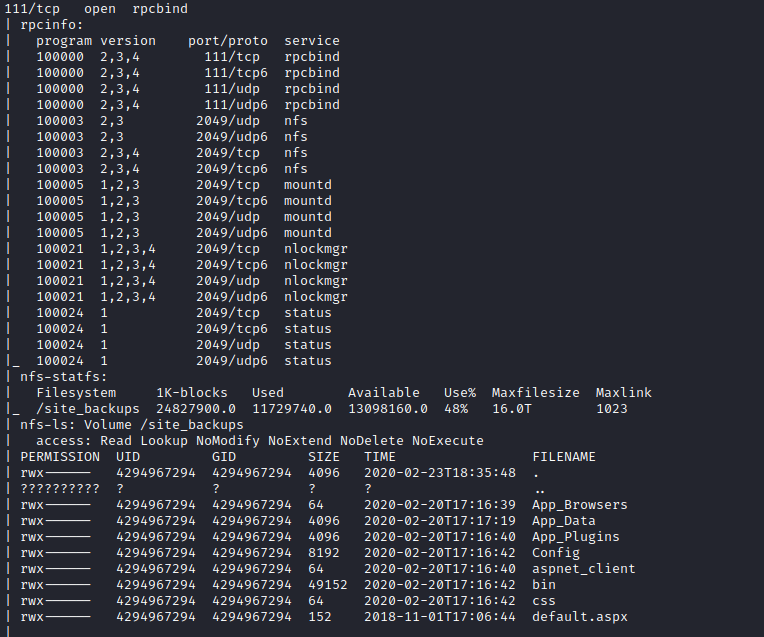 111/tcp   open  rpcbind
| rpcinfo:
|   program version    port/proto  service
|   100000  2,3,4        111/tcp   rpcbind
|   100000  2,3,4        111/tcp6  rpcbind
|   100000  2,3,4        111/udp   rpcbind
|   100000  2,3,4        111/udp6  rpcbind
|   100003  2,3         2049/udp   nfs
|   100003  2,3         2049/udp6  nfs
|   100003  2,3,4       2049/tcp   nfs
|   100003  2,3,4       2049/tcp6  nfs
|   100005  1,2,3       2049/tcp   mountd
|   100005  1,2,3       2049/tcp6  mountd
|   100005  1,2,3       2049/udp   mountd
|   100005  1,2,3       2049/udp6  mountd
|   100021  1,2,3,4     2049/tcp   nlockmgr
|   100021  1,2,3,4     2049/tcp6  nlockmgr
|   100021  1,2,3,4     2049/udp   nlockmgr
|   100021  1,2,3,4     2049/udp6  nlockmgr
|   100024  1           2049/tcp   status
|   100024  1           2049/tcp6  status
|   100024  1           2049/udp   status
|_  100024  1           2049/udp6  status
| nfs-statfs:
|   Filesystem     1K-blocks   Used        Available   Use%  Maxfilesize  Maxlink
|_  /site_backups  24827900.0  11729740.0  13098160.0  48%   16.0T        1023
| nfs-ls: Volume /site_backups
|   access: Read Lookup NoModify NoExtend NoDelete NoExecute
| PERMISSION  UID         GID         SIZE   TIME                 FILENAME
| rwx------   4294967294  4294967294  4096   2020-02-23T18:35:48  .
| ??????????  ?           ?           ?      ?                    ..
| rwx------   4294967294  4294967294  64     2020-02-20T17:16:39  App_Browsers
| rwx------   4294967294  4294967294  4096   2020-02-20T17:17:19  App_Data
| rwx------   4294967294  4294967294  4096   2020-02-20T17:16:40  App_Plugins
| rwx------   4294967294  4294967294  8192   2020-02-20T17:16:42  Config
| rwx------   4294967294  4294967294  64     2020-02-20T17:16:40  aspnet_client
| rwx------   4294967294  4294967294  49152  2020-02-20T17:16:42  bin
| rwx------   4294967294  4294967294  64     2020-02-20T17:16:42  css
| rwx------   4294967294  4294967294  152    2018-11-01T17:06:44  default.aspx
|